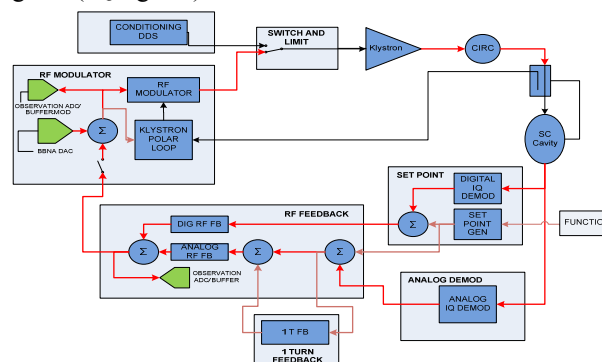 CONDITIONING
DDS
SWITCH AND
LIMIT
Klystron
CIRC
RF MODULATOR
RF
MODULATOR
OBSERVATION ADC/
BUFFERMOD
Σ
KLYSTRON
POLAR
LOOP
BBNA DAC
SC
Cavity
SET POINT
DIGITAL
IQ
DEMOD
Σ
SET
POINT
GEN
FUNCTIO
RF FEEDBACK
DIG RF FB
Σ
ANALOG
RF FB
Σ
Σ
OBSERVATION
ADC/BUFFER
ANALOG DEMOD
ANALOG
IQ DEMOD
1 T FB
1 TURN
FEEDBACK